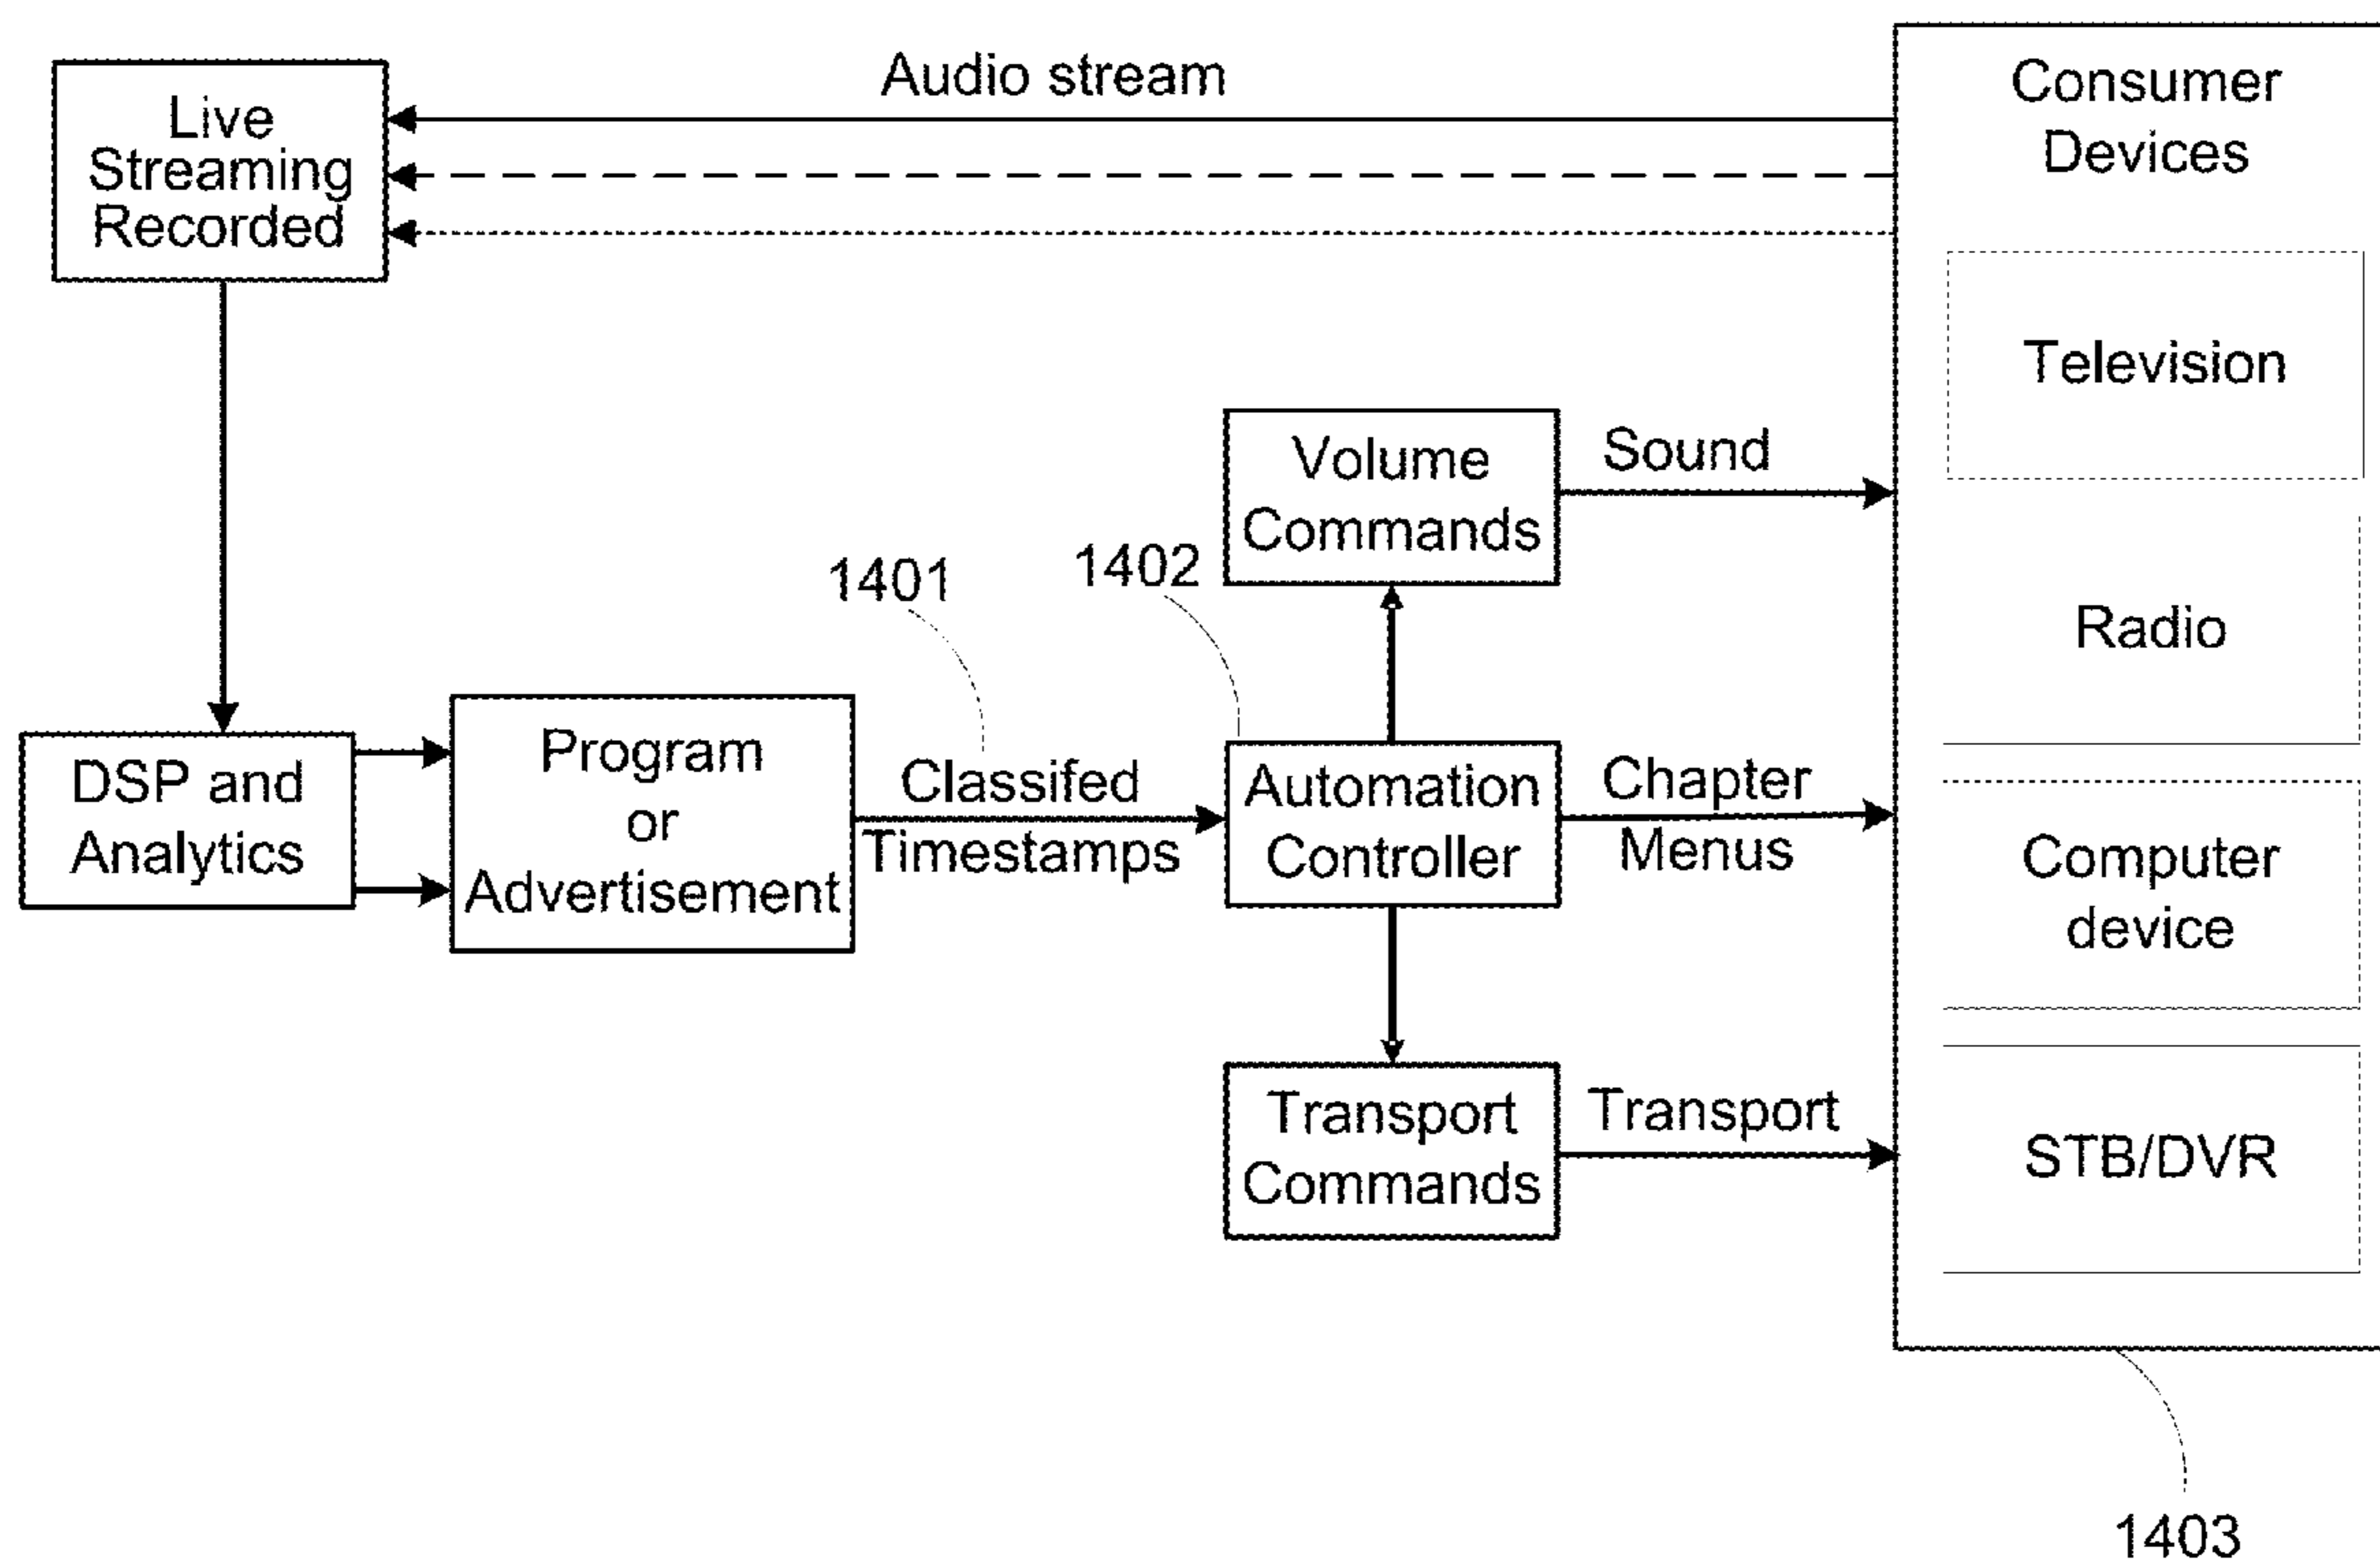 Audio stream
Live
Streaming
Recorded
Consumer
Devices
Television
Radio
Computer
device
STB/DVR
Volume
Commands
Sound
1401
1402
DSP and
Analytics
Program
or
Advertisement
Classifed
Timestamps
Automation
Controller
Chapter
Menus
Transport
Commands
Transport
1403